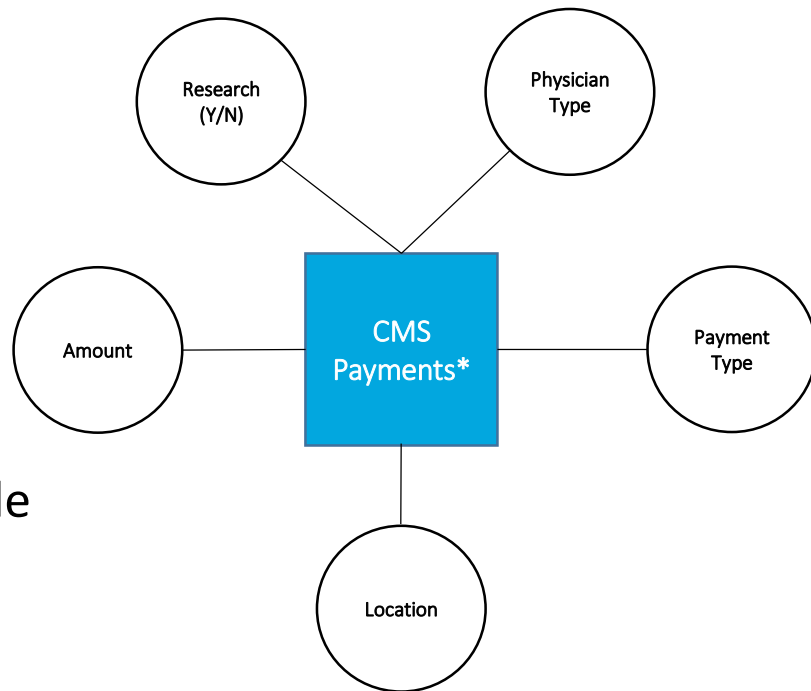 Research
(Y/N)
Physician
Type
Amount
CMS
Payments*
Payment
Type
Location